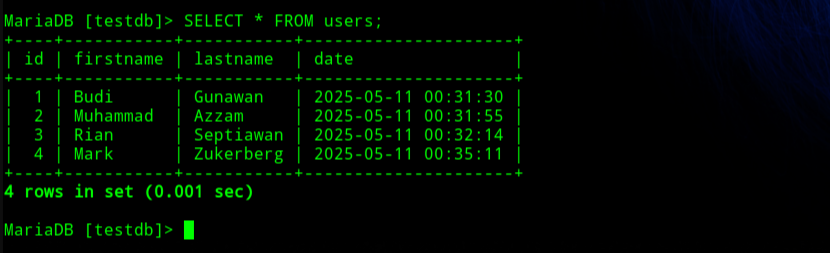 MariaDB [testdb]> SELECT * FROM users;
+----+-----------+-----------+---------------------+
| id | firstname | lastname  | date                |
+----+-----------+-----------+---------------------+
|  1 | Budi      | Gunawan   | 2025-05-11 00:31:30 |
|  2 | Muhammad  | Azzam     | 2025-05-11 00:31:55 |
|  3 | Rian      | Septiawan | 2025-05-11 00:32:14 |
|  4 | Mark      | Zukerberg | 2025-05-11 00:35:11 |
+----+-----------+-----------+---------------------+
4 rows in set (0.001 sec)
MariaDB [testdb]>